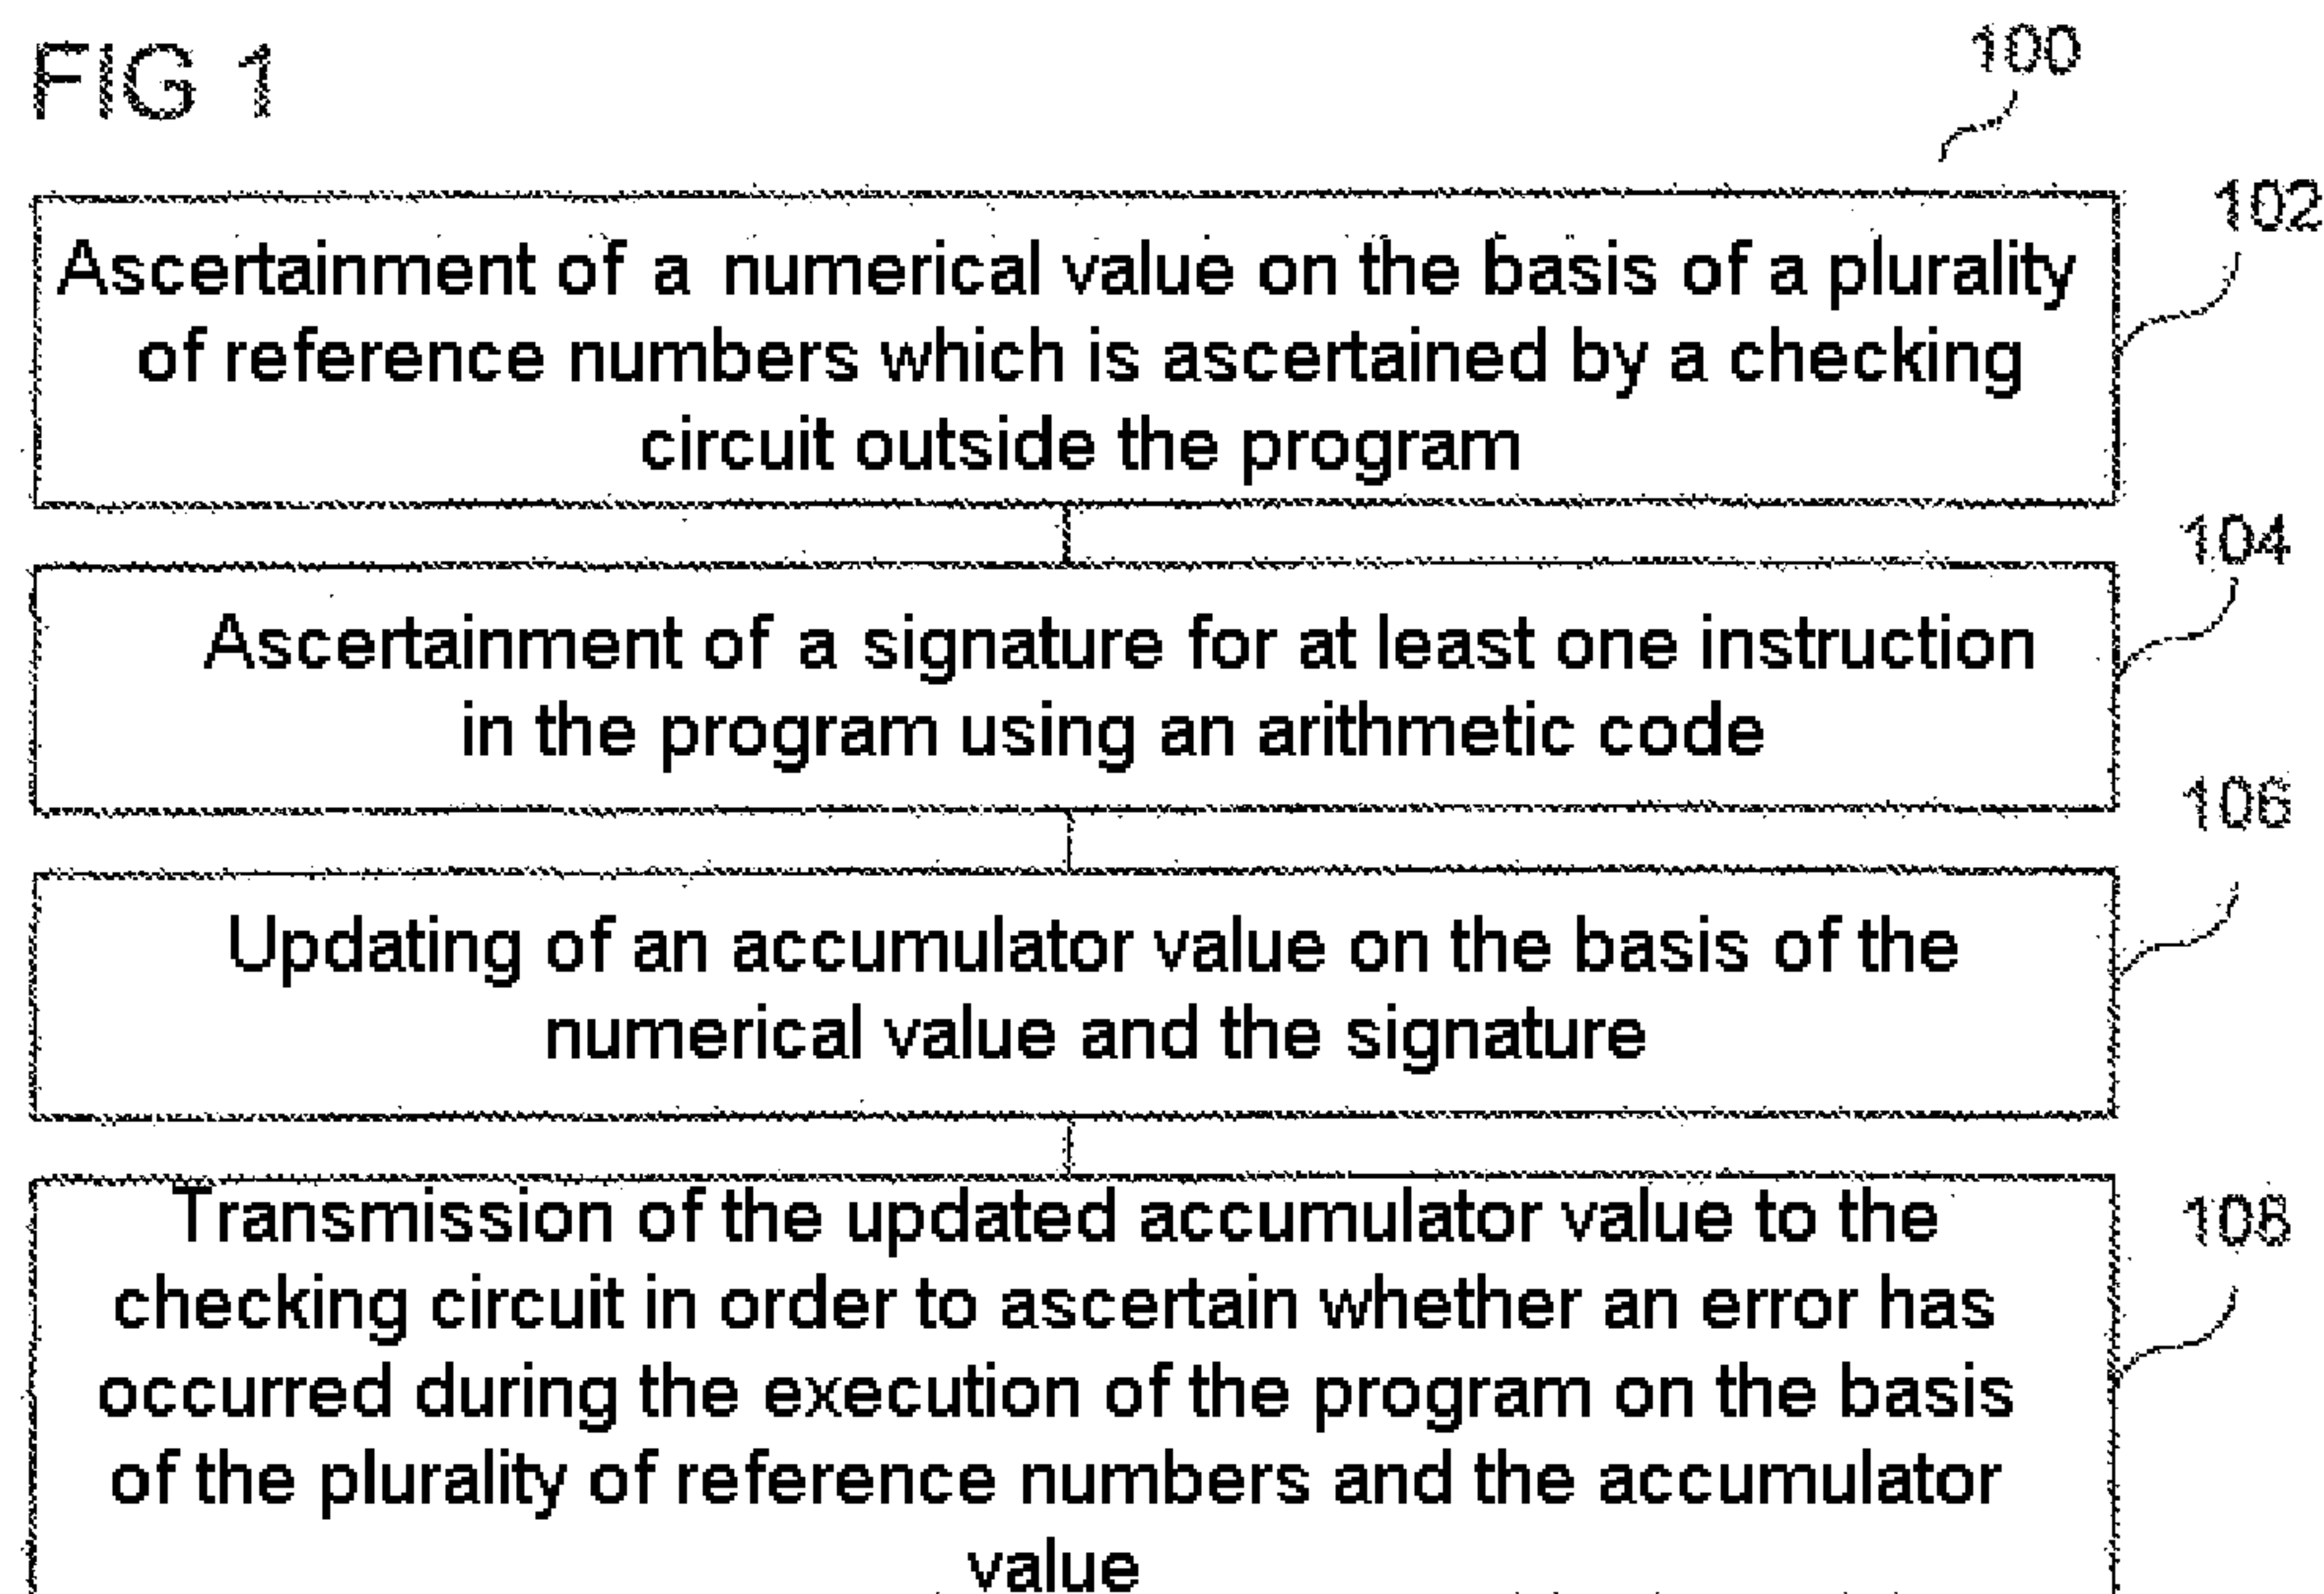 FIG 1
100
102
Ascertainment of a numerical value on the basis of a plurality
of reference numbers which is ascertained by a checking
circuit outside the program
104
Ascertainment of a signature for at least one instruction
in the program using an arithmetic code
106
Updating of an accumulator value on the basis of the
numerical value and the signature
108
Transmission of the updated accumulator value to the
checking circuit in order to ascertain whether an error has
occurred during the execution of the program on the basis
of the plurality of reference numbers and the accumulator
value